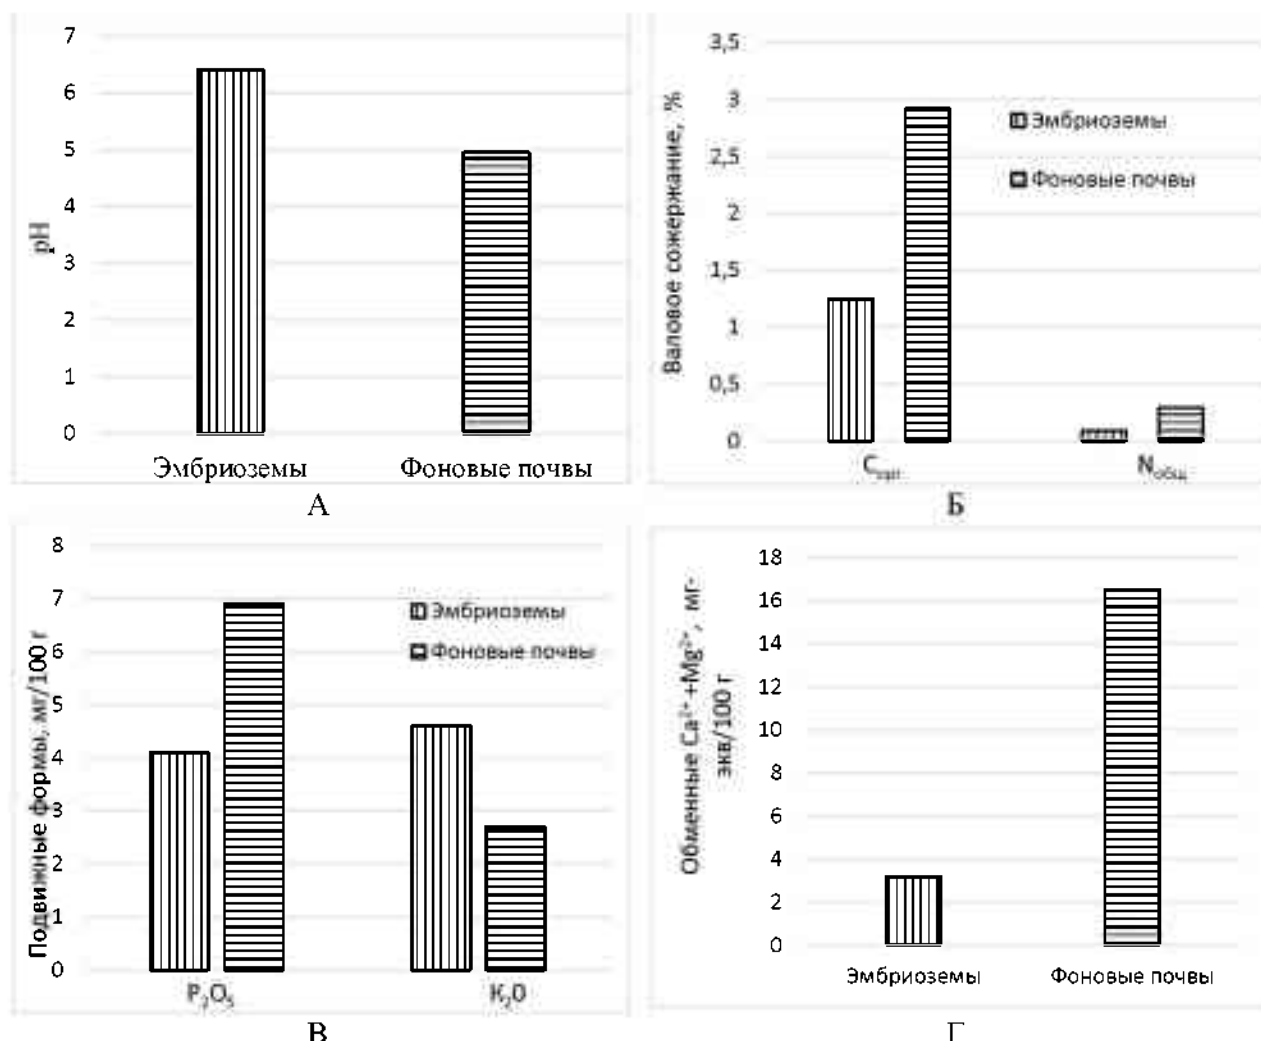 7
6
5
4
3
2
1
0
pH
Эмбриоземы
Фоновые почвы
А
3,5
3
2,5
2
1,5
1
0,5
0
Валовое сожержание, %
Эмбриоземы
Фоновые почвы
Сорг
Nобщ
Б
8
7
6
5
4
3
2
1
0
Подвижные формы, мг/100 г
Эмбриоземы
Фоновые почвы
P₂O₅
K₂0
В
18
16
14
12
10
8
6
4
2
0
Обменные Ca²⁺+Mg²⁺, мг-
экв/100 г
Эмбриоземы
Фоновые почвы
Г